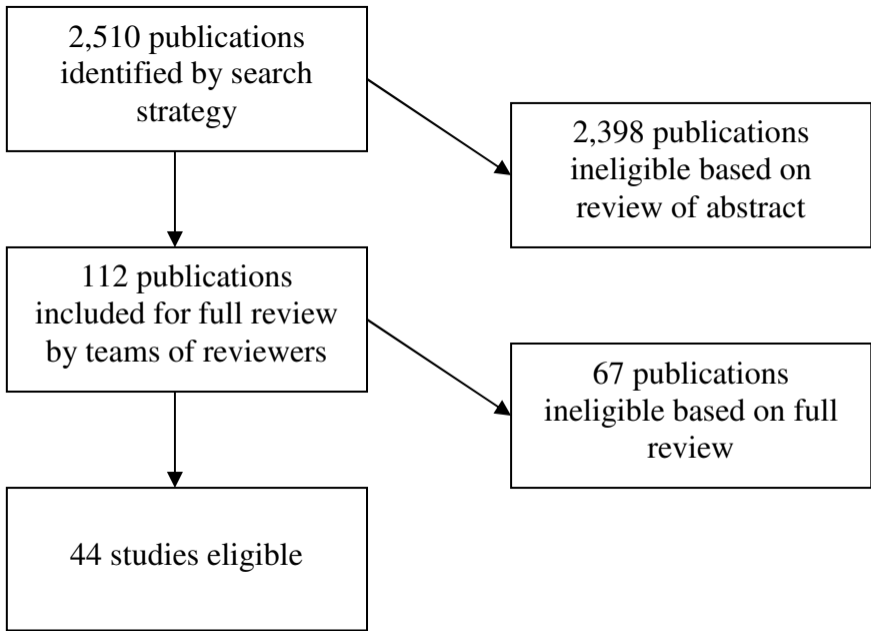 2,510 publications
identified by search
strategy
2,398 publications
ineligible based on
review of abstract
112 publications
included for full review
by teams of reviewers
67 publications
ineligible based on full
review
44 studies eligible